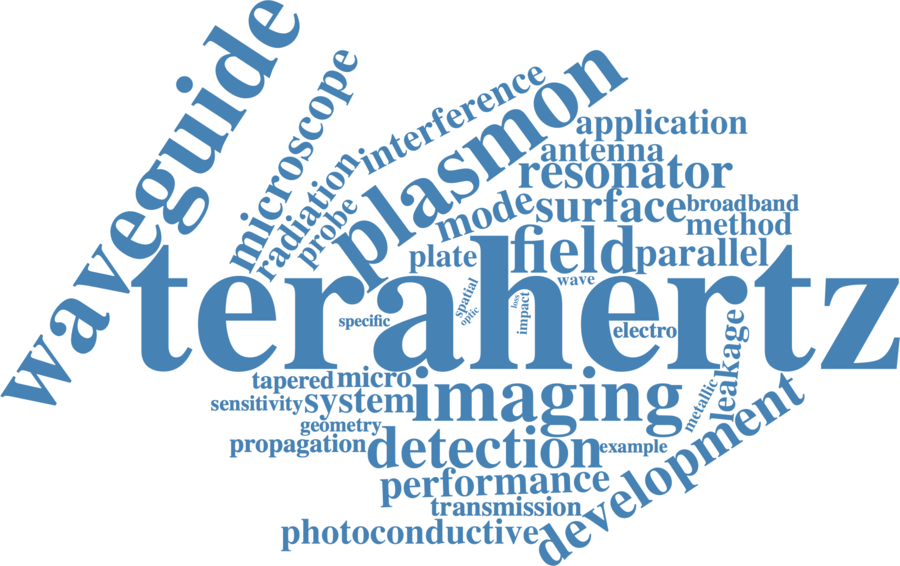 waveguide
microscope
radiation
probe
interference
plasmon
application
antenna
resonator
mode
surface
broadband
method
plate
field
parallel
wave
terahertz
spatial
optic
loss
impact
specific
electro
leakage
metallic
tapered
micro
imaging
sensitivity
system
geometry
propagation
detection
example
development
performance
transmission
photoconductive